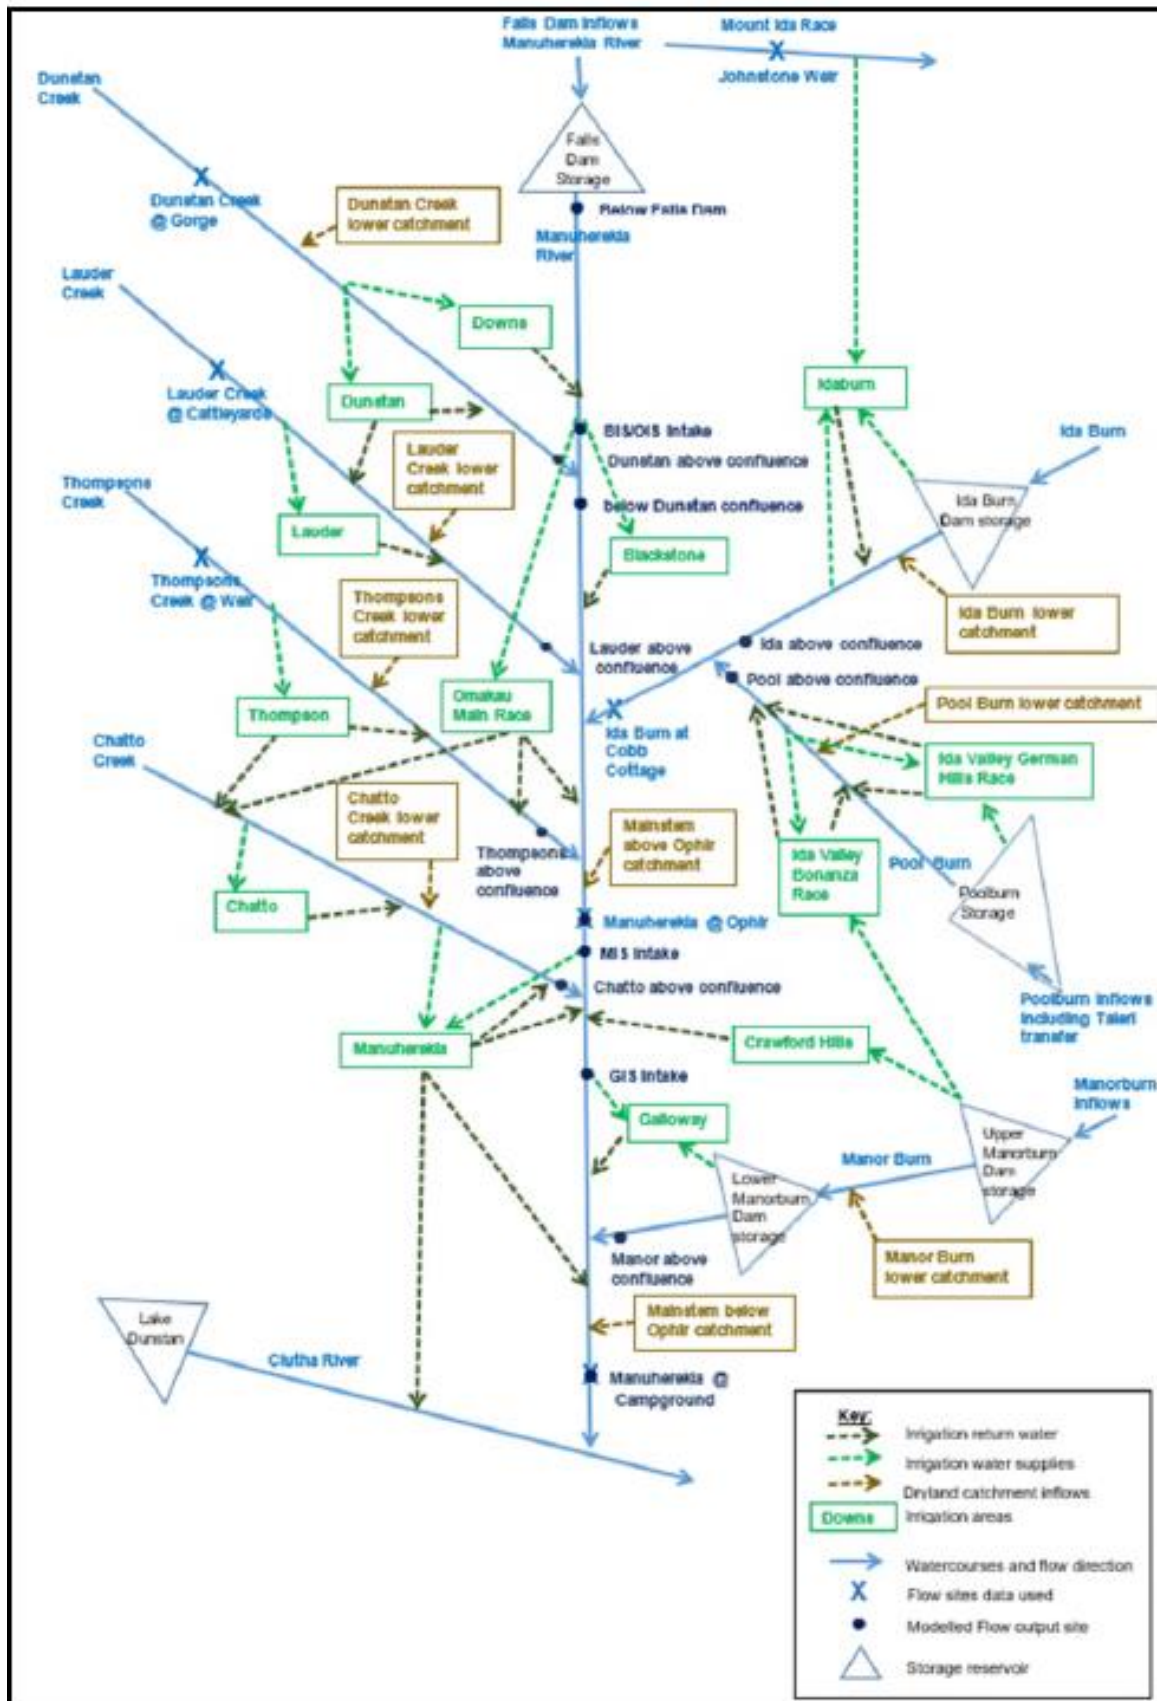 Falls Dam Inflows
Manuherekia River
Mount Ida Race
Johnstone Weir
Dunstan
Creek
Falls
Dam
Storage
Dunstan Creek
@ Gorge
Dunstan Creek
lower catchment
Below Falls Dam
Manuherekia
River
Lauder
Creek
Downs
Idaburn
Dunstan
Lauder Creek
@ Cattleyards
BIS/OIS Intake
Ida Burn
Lauder
Creek lower
catchment
Dunstan above confluence
Thompsons
Creek
below Dunstan confluence
Ida Burn
Dam storage
Lauder
Blackstone
Thompsons
Creek @ Weir
Thompsons
Creek lower
catchment
Ida Burn lower
catchment
Lauder above
confluence
Ida above confluence
Pool above confluence
Omakau
Main Race
Pool Burn lower catchment
Thompson
Ida Burn at
Cobb
Cottage
Chatto
Creek
Ida Valley German
Hills Race
Chatto
Creek lower
catchment
Mainstem
above Ophir
catchment
Thompsons
above
confluence
Ida Valley
Bonanza
Race
Pool Burn
Poolburn
Storage
Chatto
Manuherekia @ Ophir
MIS Intake
Chatto above confluence
Poolburn Inflows
including Taieri
transfer
Manuherekia
Crawford Hills
GIS Intake
Manorburn
Inflows
Galloway
Upper
Manorburn
Dam
storage
Manor Burn
Lower
Manorburn
Dam
storage
Manor above
confluence
Manor Burn
lower catchment
Lake
Dunstan
Mainstem below
Ophir catchment
Clutha River
Manuherekia @
Campground
Key:
Irrigation return water
Irrigation water supplies
Dryland catchment inflows
Downs
Irrigation areas
Watercourses and flow direction
X
Flow sites data used
Modelled Flow output site
Storage reservoir